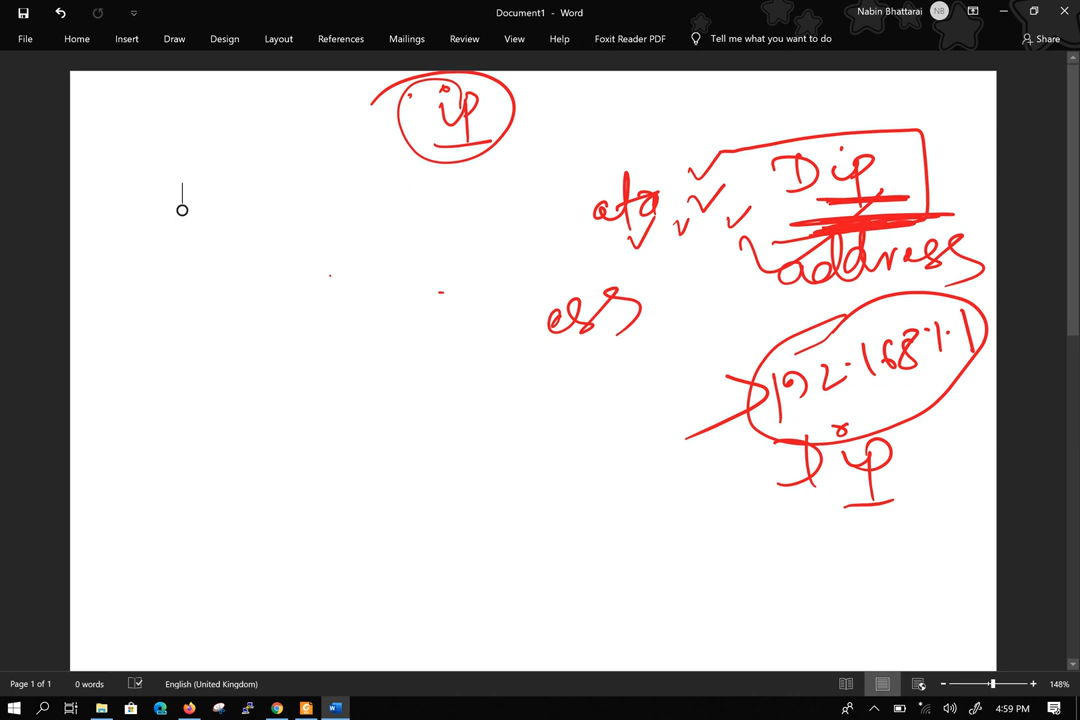 Document1 - Word
Nabin Bhattarai NB
File Home Insert Draw Design Layout References Mailings Review View Help Foxit Reader PDF Tell me what you want to do Share
ip
D ip
address
ess
192.168.1.1
D ip
Page 1 of 1 0 words English (United Kingdom) 148%
4:59 PM